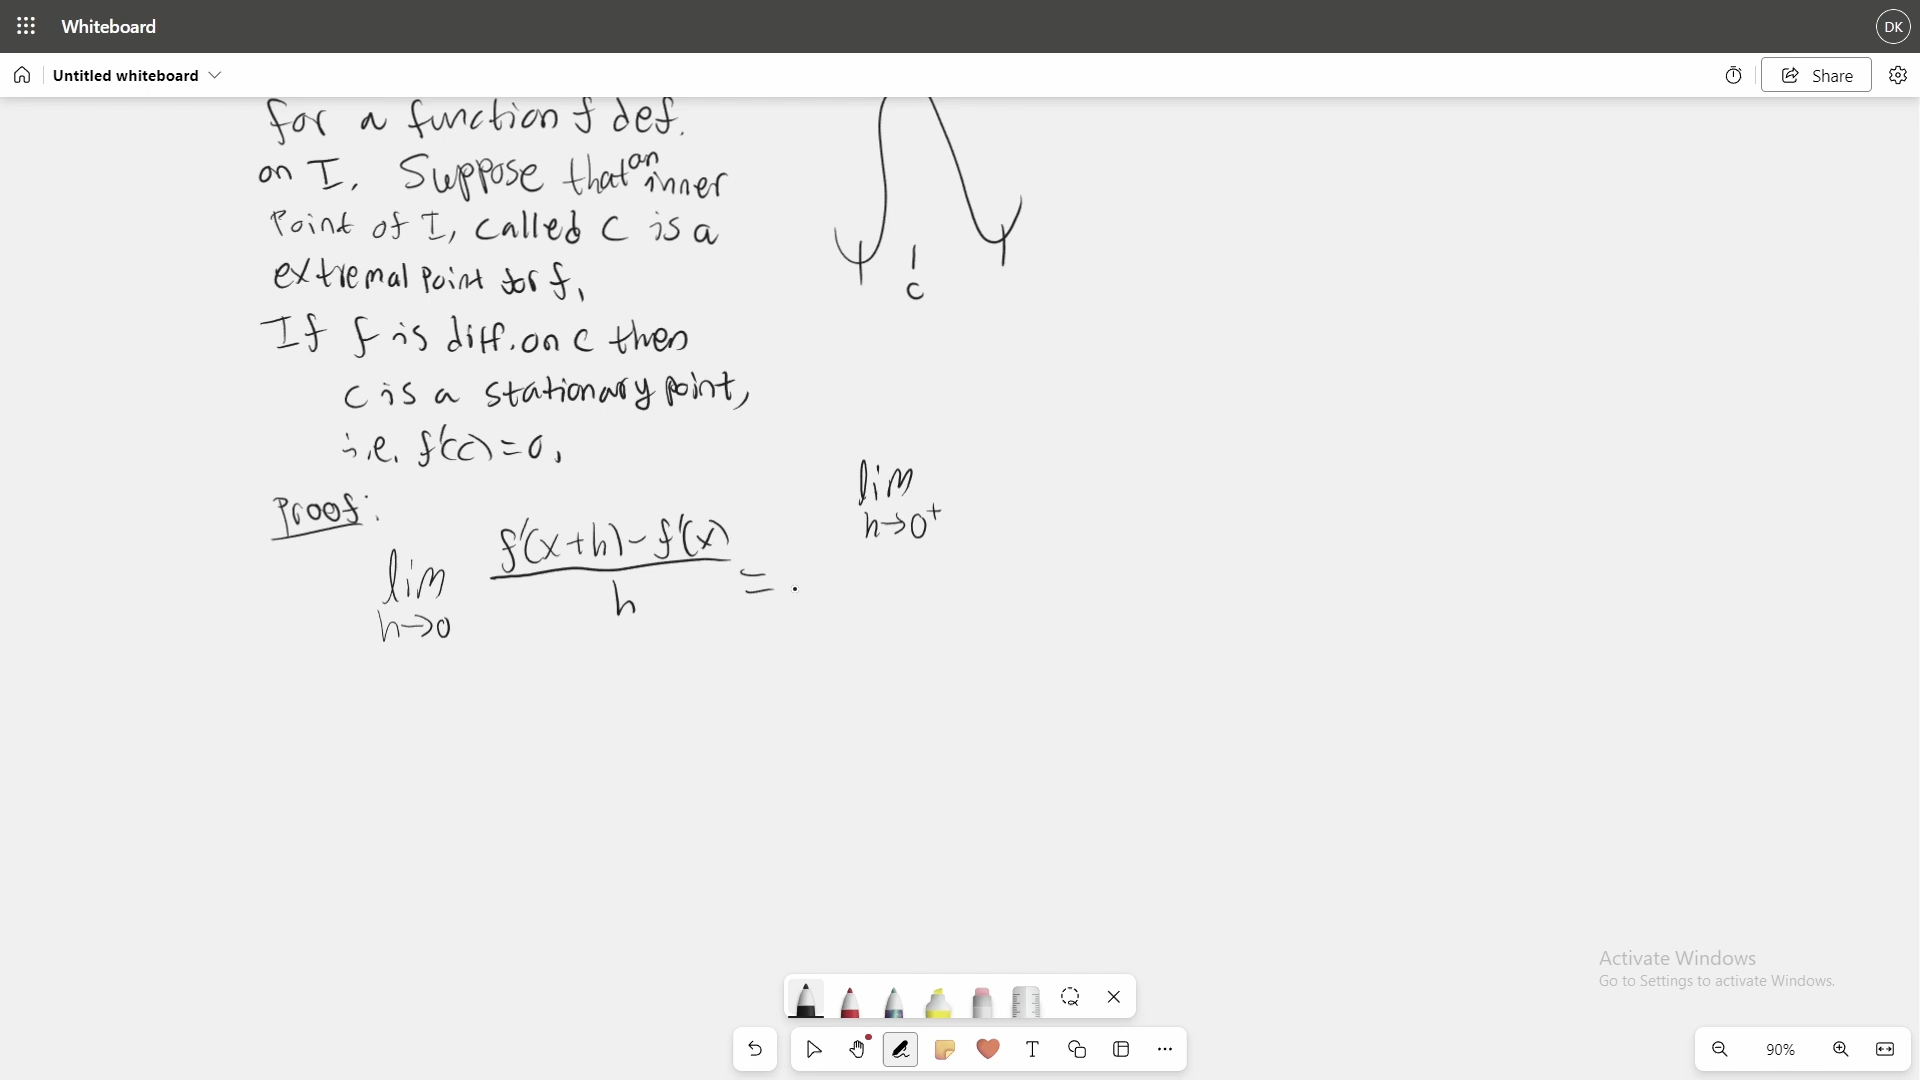 Whiteboard
DK
Untitled whiteboard
Share
for a function f def.
on I. Suppose that an inner
Point of I, called C is a
extremal Point for f,
If f is diff. on C then
C is a stationary point,
i.e. f'(c) = 0,
Proof:
lim h→0 f'(x+h) - f'(x) / h =
C
lim
h→0+
Activate Windows
Go to Settings to activate Windows.
T
90%